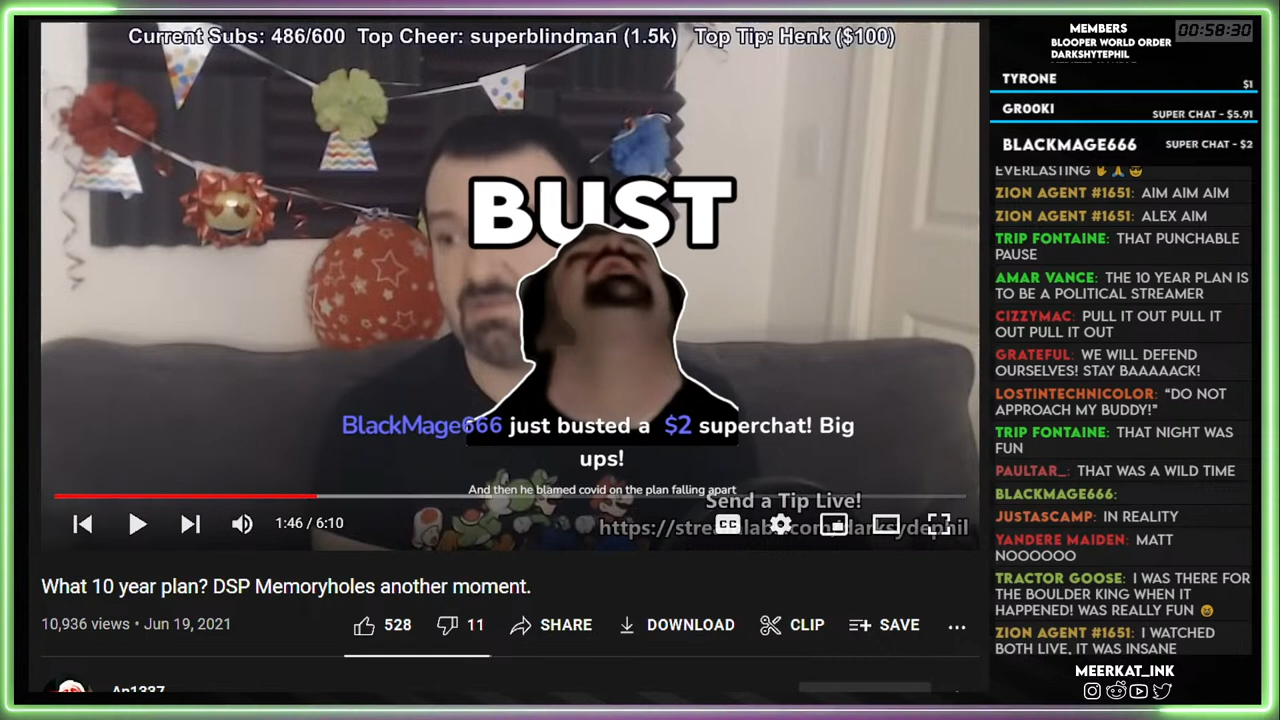 Current Subs: 486/600 Top Cheer: superblindman (1.5k) Top Tip: Henk ($100)
BUST
BlackMage666 just busted a $2 superchat! Big
ups!
And then he blamed covid on the plan falling apart
Send a Tip Live!
1:46 / 6:10
What 10 year plan? DSP Memoryholes another moment.
10,936 views • Jun 19, 2021
528
11
SHARE
DOWNLOAD
CLIP
SAVE
An1337
MEMBERS
00:58:30
BLOOPER WORLD ORDER
DARKSHYTEPHIL
TYRONE $1
GROOKI SUPER CHAT - $5.91
BLACKMAGE666 SUPER CHAT - $2
EVERLASTING
ZION AGENT #1651: AIM AIM AIM
ZION AGENT #1651: ALEX AIM
TRIP FONTAINE: THAT PUNCHABLE
PAUSE
AMAR VANCE: THE 10 YEAR PLAN IS
TO BE A POLITICAL STREAMER
CIZZYMAC: PULL IT OUT PULL IT
OUT PULL IT OUT
GRATEFUL: WE WILL DEFEND
OURSELVES! STAY BAAAAACK!
LOSTINTECHNICOLOR: “DO NOT
APPROACH MY BUDDY!”
TRIP FONTAINE: THAT NIGHT WAS
FUN
PAULTAR_: THAT WAS A WILD TIME
BLACKMAGE666:
JUSTASCAMP: IN REALITY
YANDERE MAIDEN: MATT
NOOOOOO
TRACTOR GOOSE: I WAS THERE FOR
THE BOULDER KING WHEN IT
HAPPENED! WAS REALLY FUN
ZION AGENT #1651: I WATCHED
BOTH LIVE, IT WAS INSANE
MEERKAT_INK